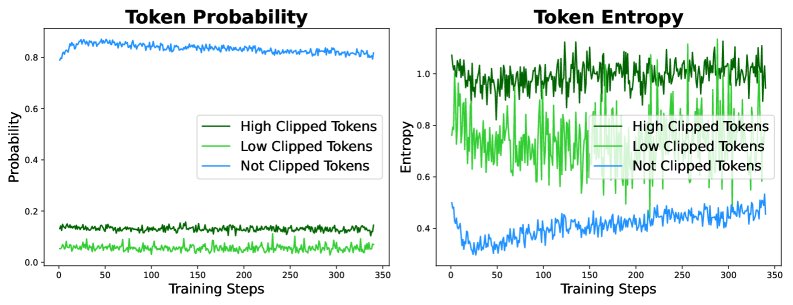 Token Probability
Probability
0.8
0.6
0.4
0.2
0.0
High Clipped Tokens
Low Clipped Tokens
Not Clipped Tokens
0 50 100 150 200 250 300 350
Training Steps
Token Entropy
Entropy
1.0
0.8
0.6
0.4
High Clipped Tokens
Low Clipped Tokens
Not Clipped Tokens
0 50 100 150 200 250 300 350
Training Steps